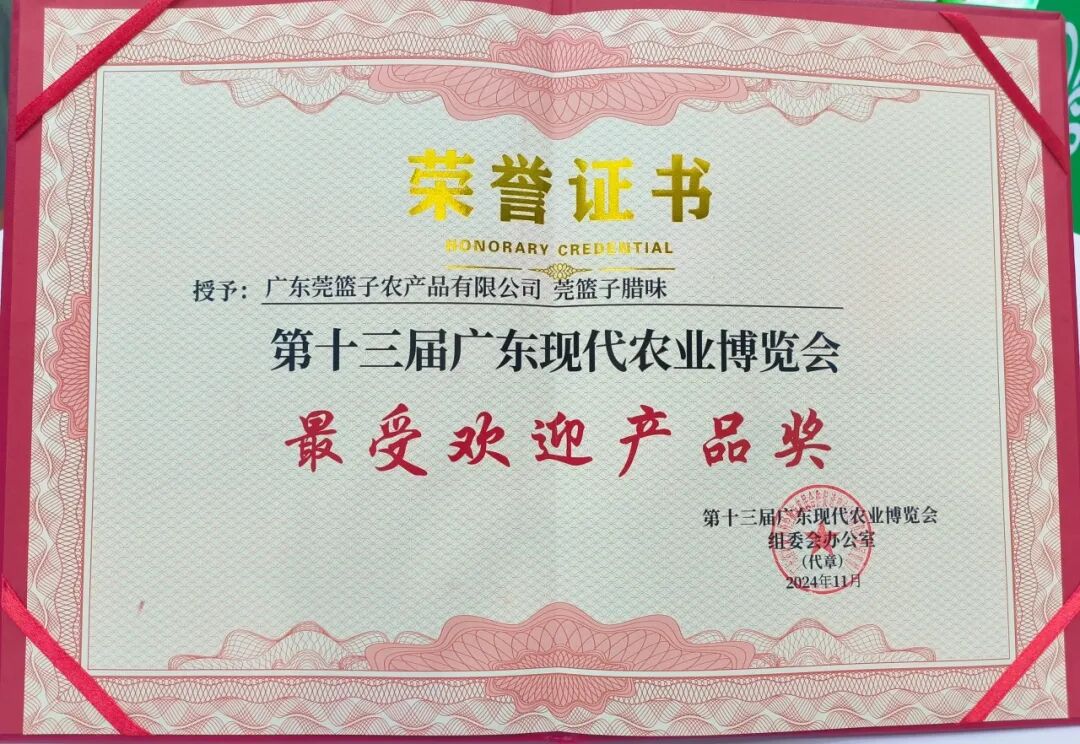 荣誉证书
HONORARY CREDENTIAL
授予：广东莞篮子农产品有限公司 莞篮子腊味
第十三届广东现代农业博览会
最受欢迎产品奖
第十三届广东现代农业博览会
组委会办公室
（代章）
2024年11月